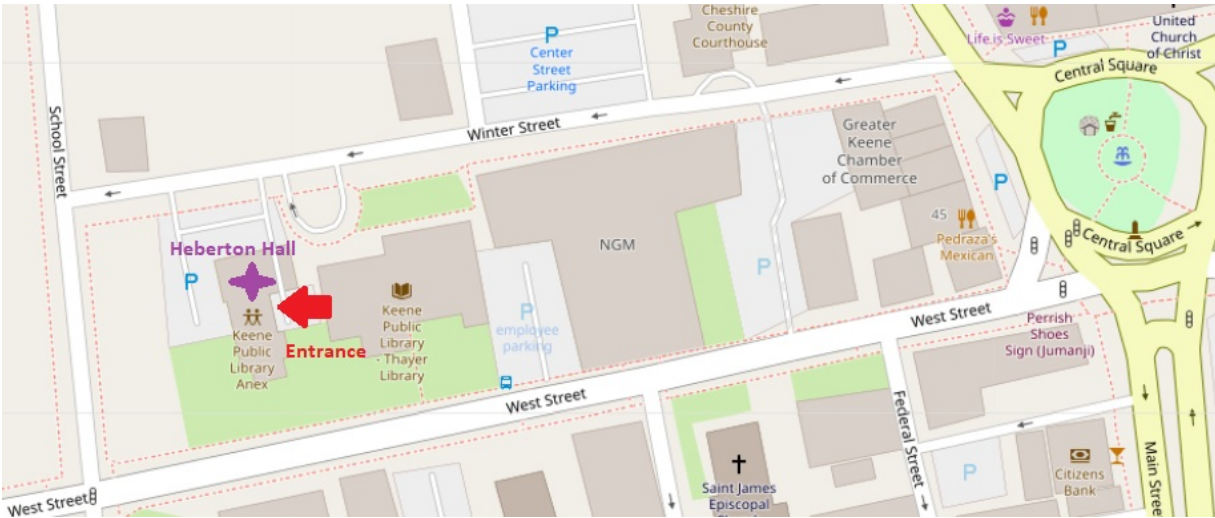 Cheshire
County
Courthouse
P
Center
Street
Parking
Life is Sweet
P
United
Church
of Christ
Central Square
School Street
Winter Street
Greater
Keene
Chamber
of Commerce
P
45
Pedraza's
Mexican
Central Square
Heberton Hall
P
NGM
P
Keene
Public
Library
Anex
Entrance
Keene
Public
Library
- Thayer
Library
P
employee
parking
West Street
Perrish
Shoes
Sign (Jumanji)
West Street
Federal Street
Main Stree
Saint James
Episcopal
P
Citizens
Bank
West Street